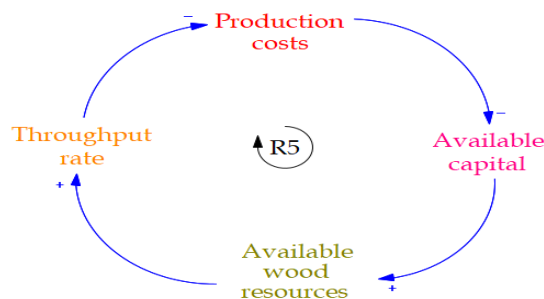 −
Production
costs
−
Throughput
rate
+
R5
Available
capital
Available
wood
resources
+